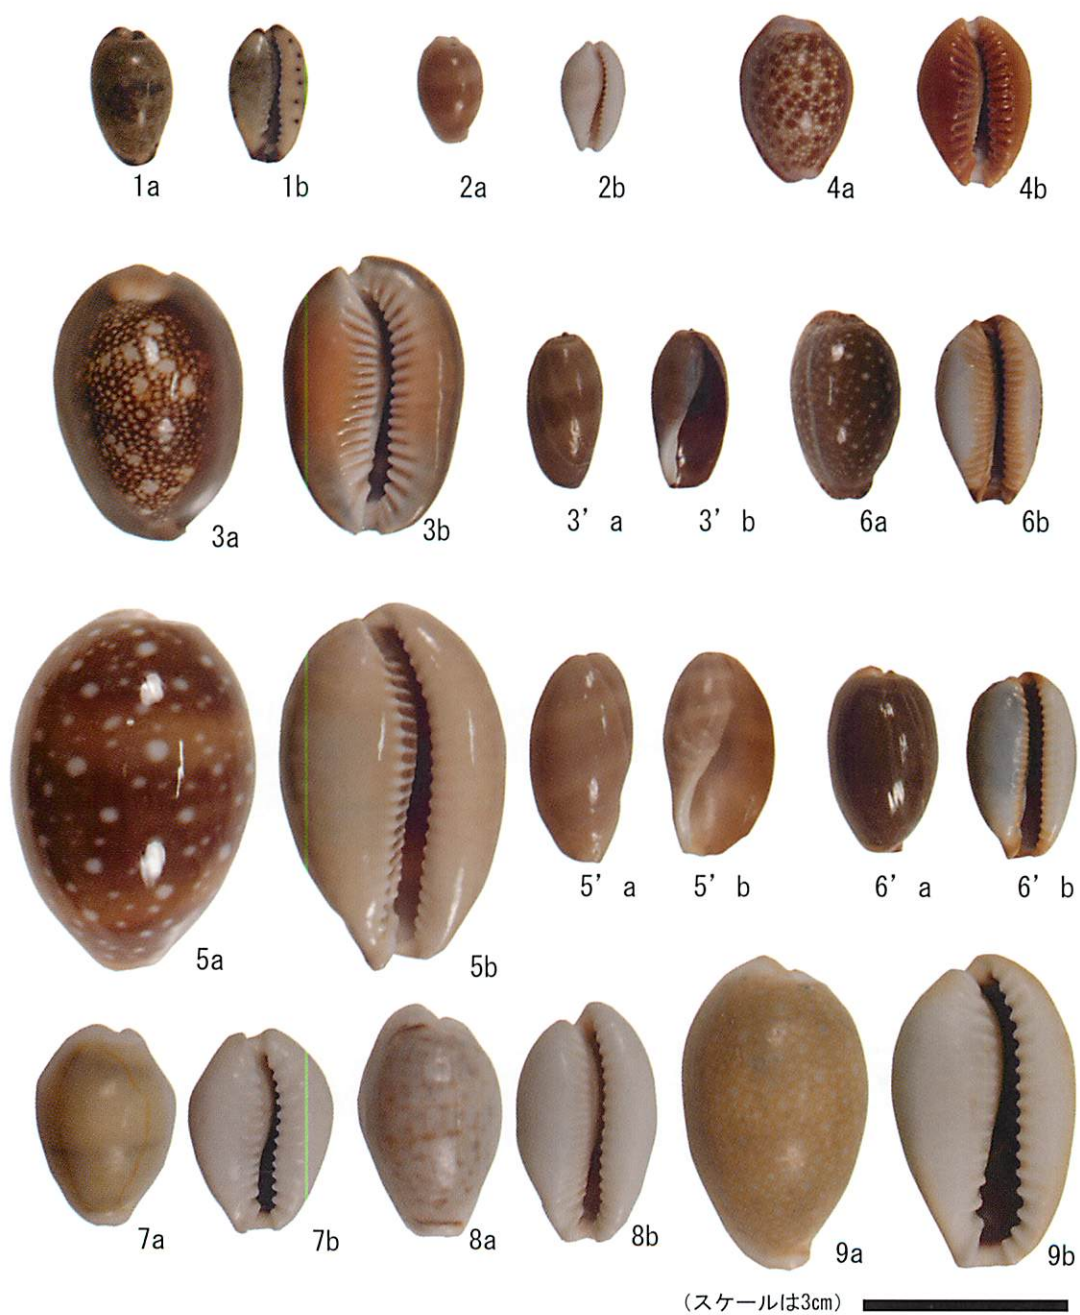 1a 1b 2a 2b 4a 4b
3a 3b 3’ a 3’ b 6a 6b
5a 5b 5’ a 5’ b 6’ a 6’ b
7a 7b 8a 8b 9a 9b
(スケールは3cm)